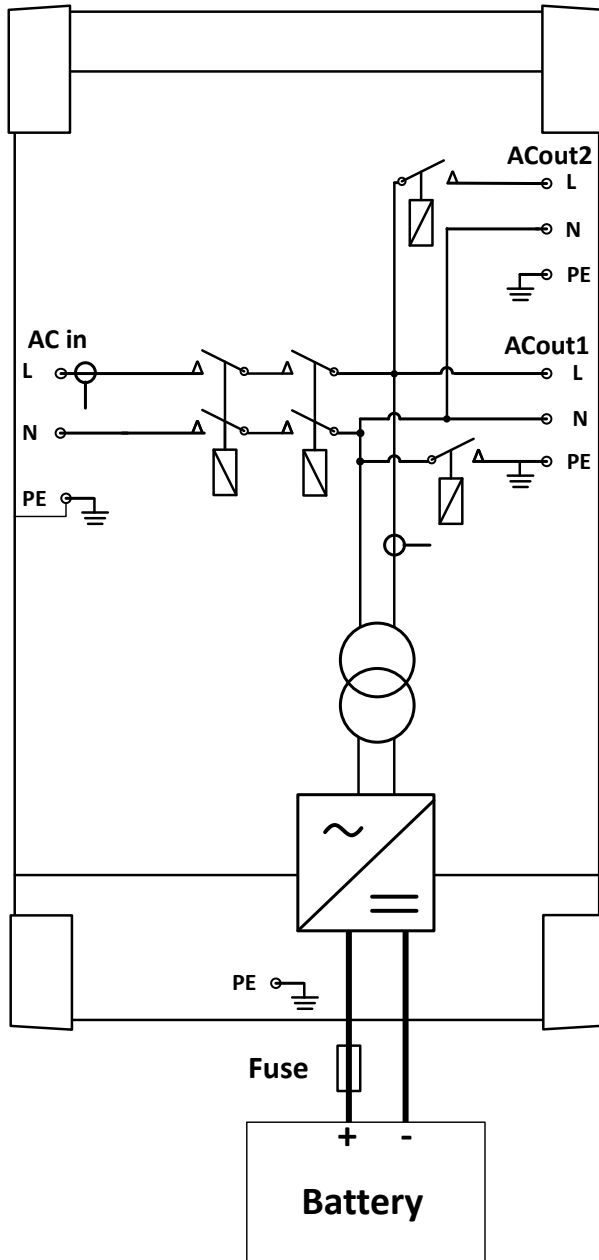 ACout2
L
N
PE
AC in
L
N
PE
ACout1
L
N
PE
PE
Fuse
+ -
Battery